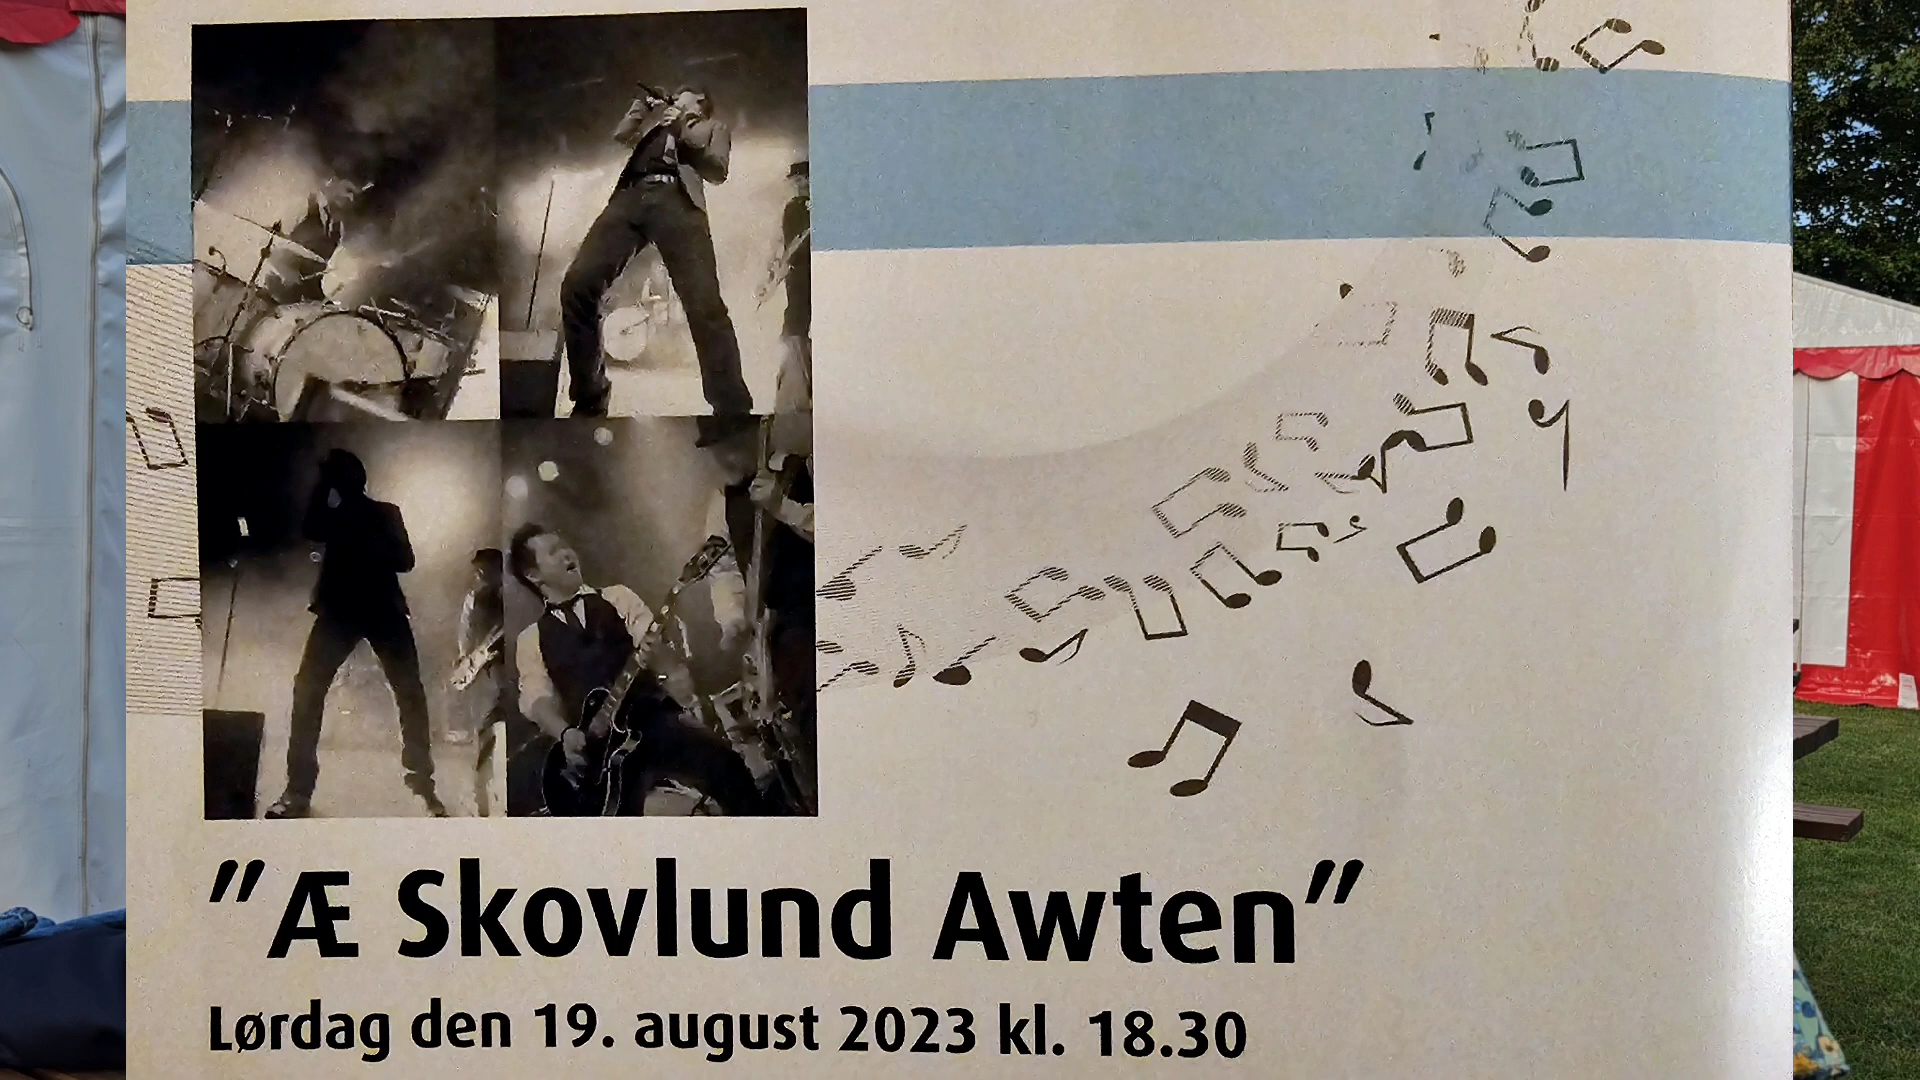 "Æ Skovlund Awten"
Lørdag den 19. august 2023 kl. 18.30